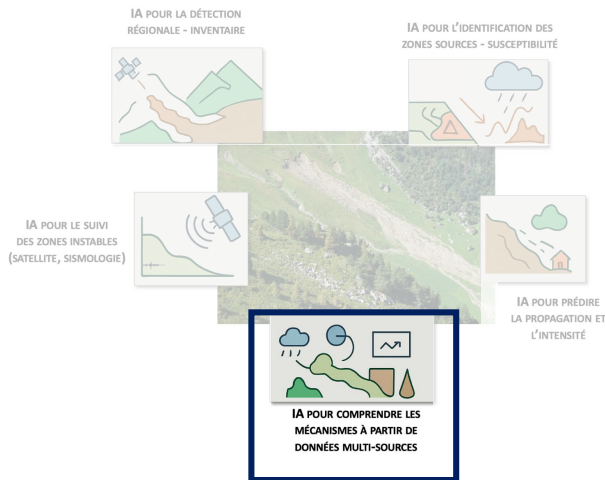 IA POUR LA DÉTECTION
RÉGIONALE - INVENTAIRE
IA POUR L'IDENTIFICATION DES
ZONES SOURCES - SUSCEPTIBILITÉ
IA POUR LE SUIVI
DES ZONES INSTABLES
(SATELLITE, SISMOLOGIE)
IA POUR PRÉDIRE
LA PROPAGATION ET
L'INTENSITÉ
IA POUR COMPRENDRE LES
MÉCANISMES À PARTIR DE
DONNÉES MULTI-SOURCES